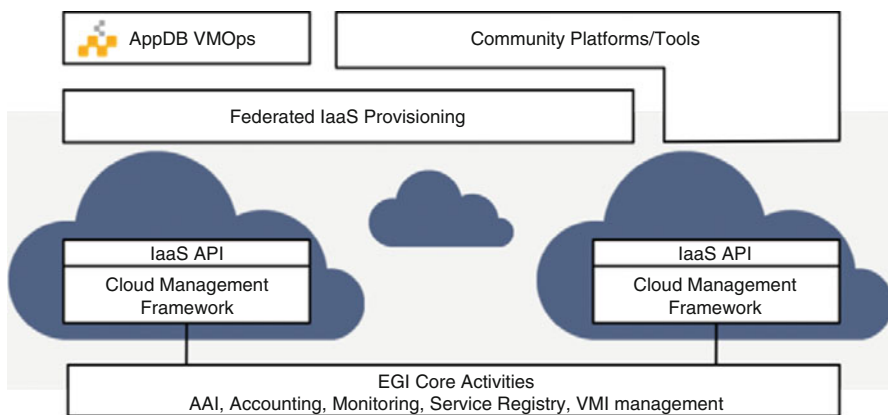 AppDB VMOps
Community Platforms/Tools
Federated IaaS Provisioning
IaaS API
Cloud Management
Framework
IaaS API
Cloud Management
Framework
EGI Core Activities
AAI, Accounting, Monitoring, Service Registry, VMI management